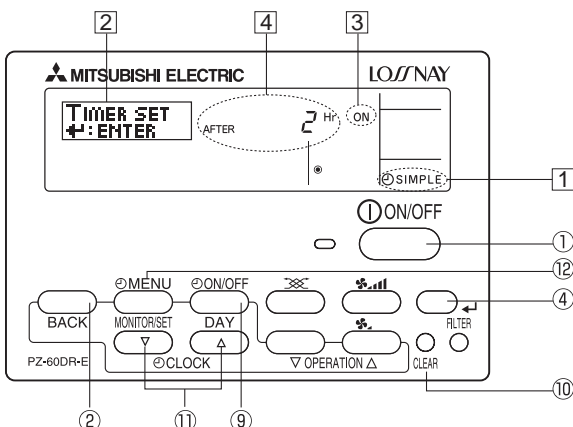 2 4 3
MITSUBISHI ELECTRIC LOSSNAY
TIMER SET
↵:ENTER
AFTER 2 Hr ON
SIMPLE 1
ON/OFF
①
⑫
MENU ON/OFF
④
BACK MONITOR/SET DAY FILTER
PZ-60DR-E CLOCK ▽ OPERATION △ CLEAR
② ⑪ ⑨ ⑩